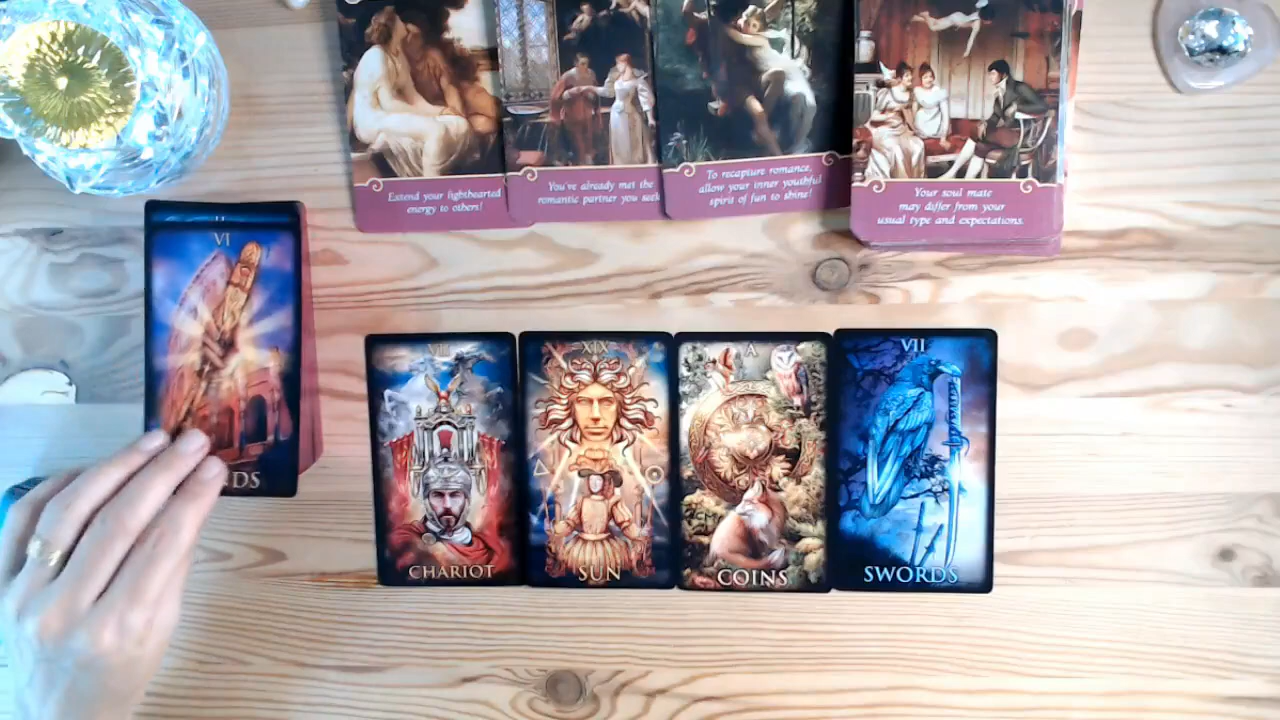 Extend your lighthearted
energy to others!
You've already met the
romantic partner you seek
To recapture romance,
allow your inner youthful
spirit of fun to shine!
Your soul mate
may differ from your
usual type and expectations.
II
VI
NDS
VII
CHARIOT
XIX
SUN
A
COINS
VII
SWORDS